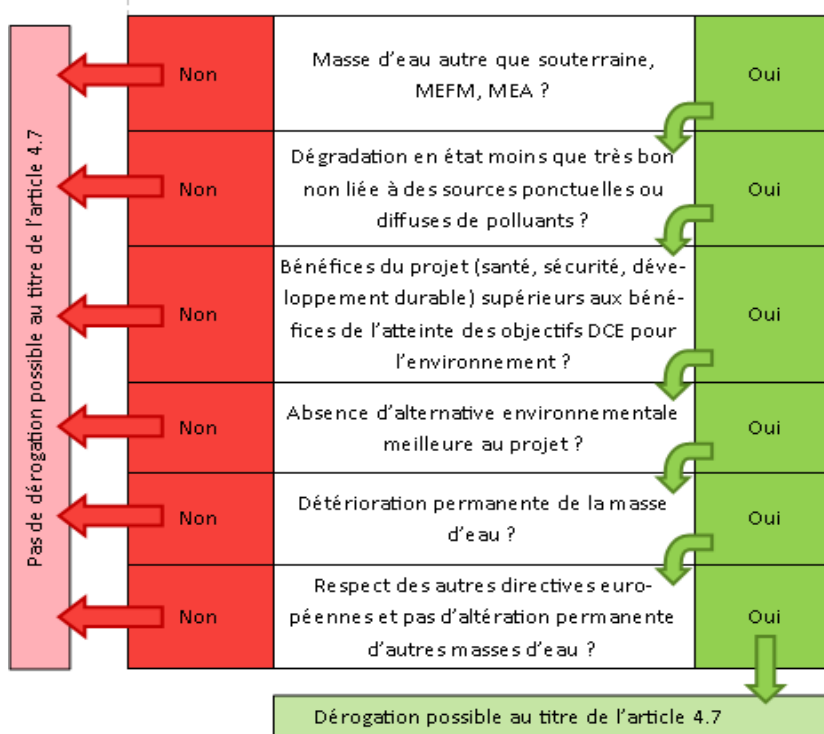 Pas de dérogation possible au titre de l'article 4.7
Non
Masse d'eau autre que souterraine,
MEFM, MEA ?
Oui
Non
Dégradation en état moins que très bon
non liée à des sources ponctuelles ou
diffuses de polluants ?
Oui
Non
Bénéfices du projet (santé, sécurité, déve-
loppement durable) supérieurs aux béné-
fices de l'atteinte des objectifs DCE pour
l'environnement ?
Oui
Non
Absence d'alternative environnementale
meilleure au projet ?
Oui
Non
Détérioration permanente de la masse
d'eau ?
Oui
Non
Respect des autres directives euro-
péennes et pas d'altération permanente
d'autres masses d'eau ?
Oui
Dérogation possible au titre de l'article 4.7